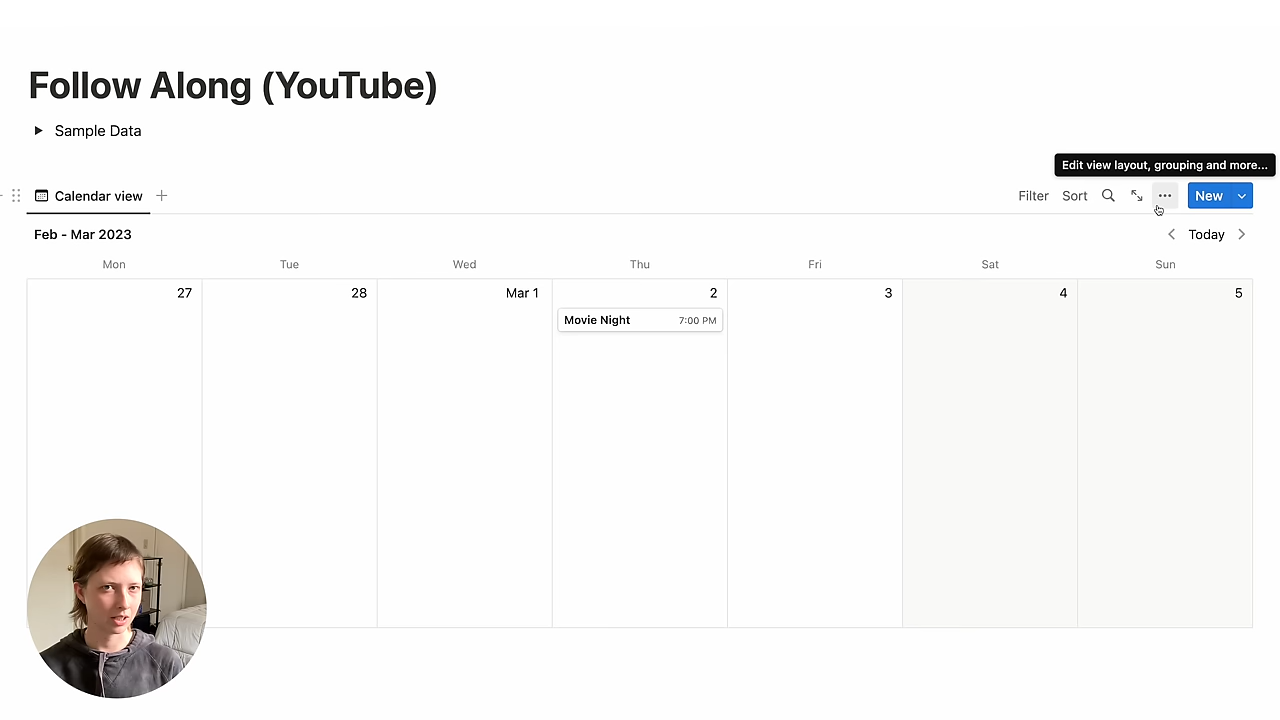 Follow Along (YouTube)
Sample Data
Edit view layout, grouping and more...
Calendar view
Filter Sort New
Feb - Mar 2023
Today
Mon Tue Wed Thu Fri Sat Sun
27 28 Mar 1 2 3 4 5
Movie Night 7:00 PM